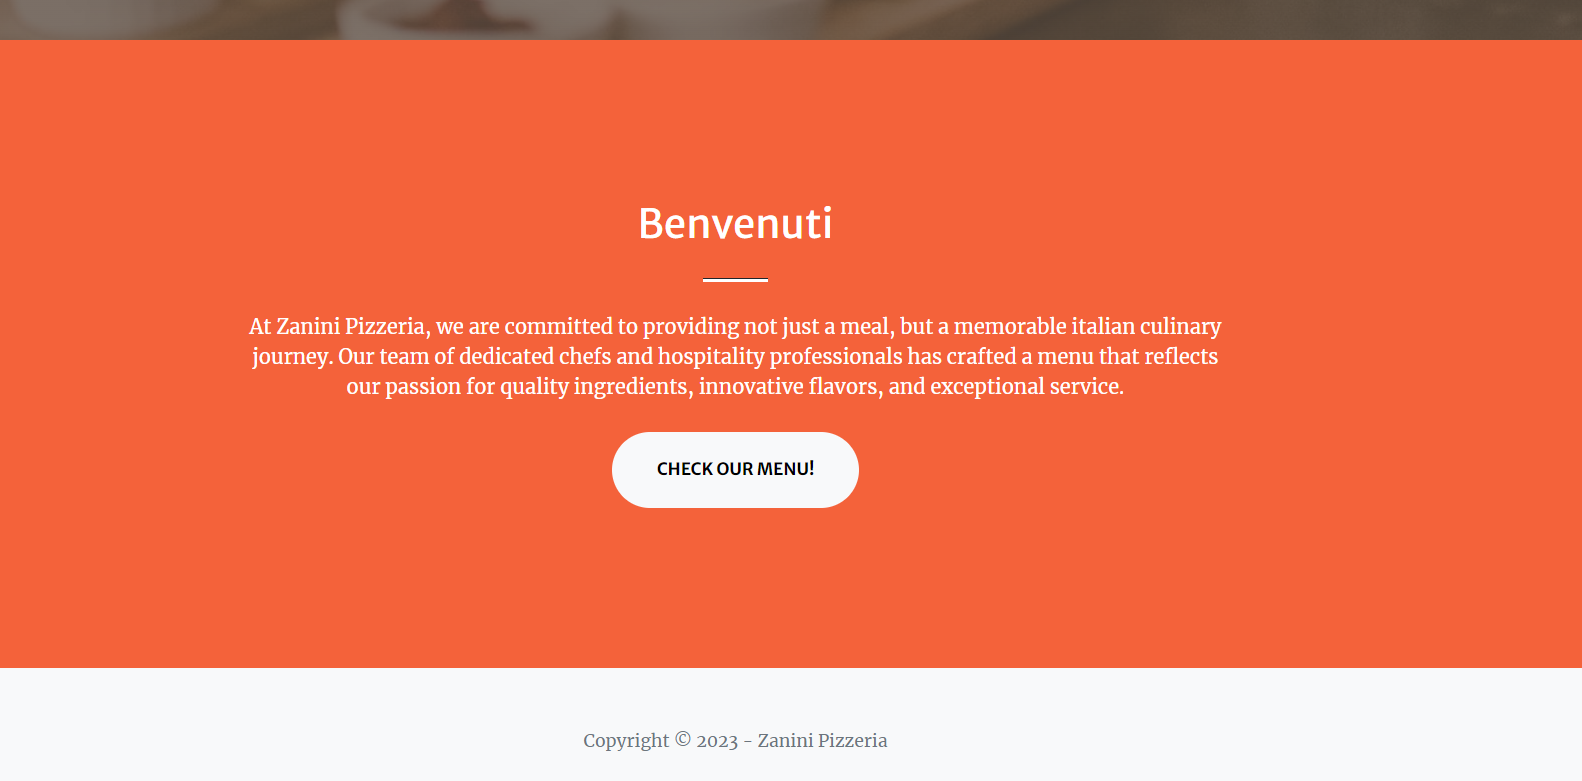 Benvenuti
At Zanini Pizzeria, we are committed to providing not just a meal, but a memorable italian culinary
journey. Our team of dedicated chefs and hospitality professionals has crafted a menu that reflects
our passion for quality ingredients, innovative flavors, and exceptional service.
CHECK OUR MENU!
Copyright © 2023 - Zanini Pizzeria